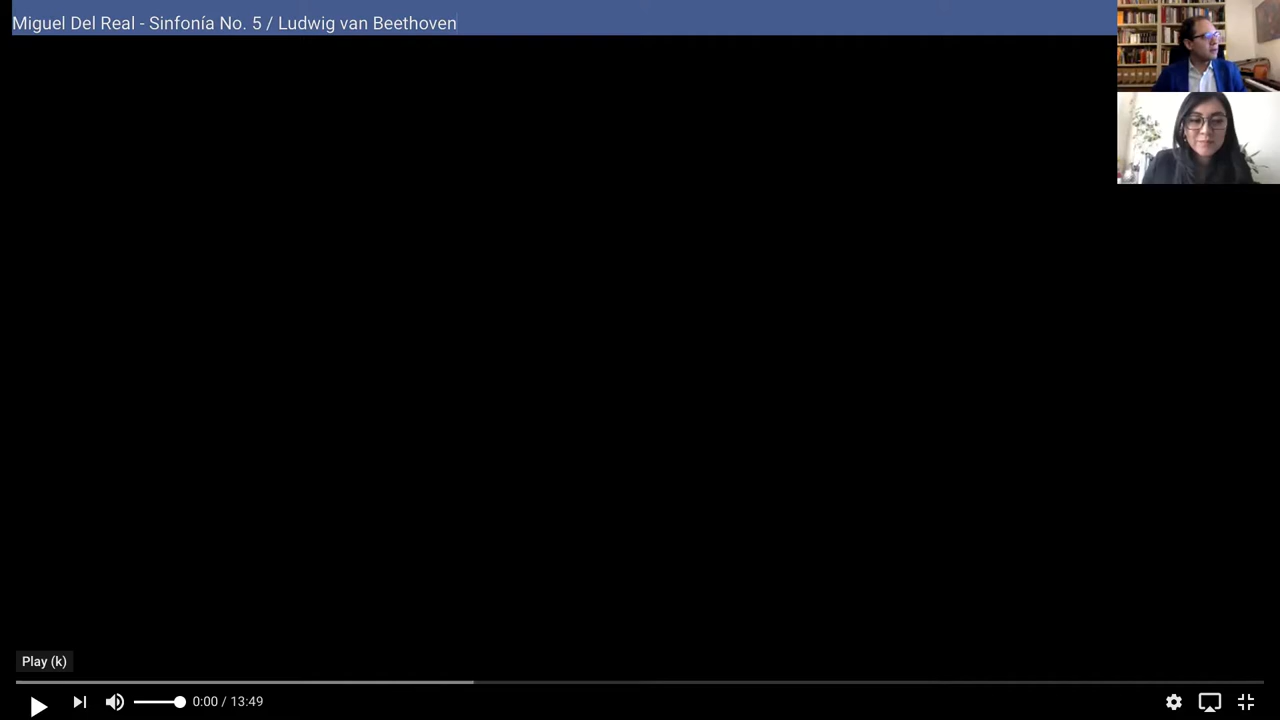 Miguel Del Real - Sinfonía No. 5 / Ludwig van Beethoven
Play (k)
0:00 / 13:49